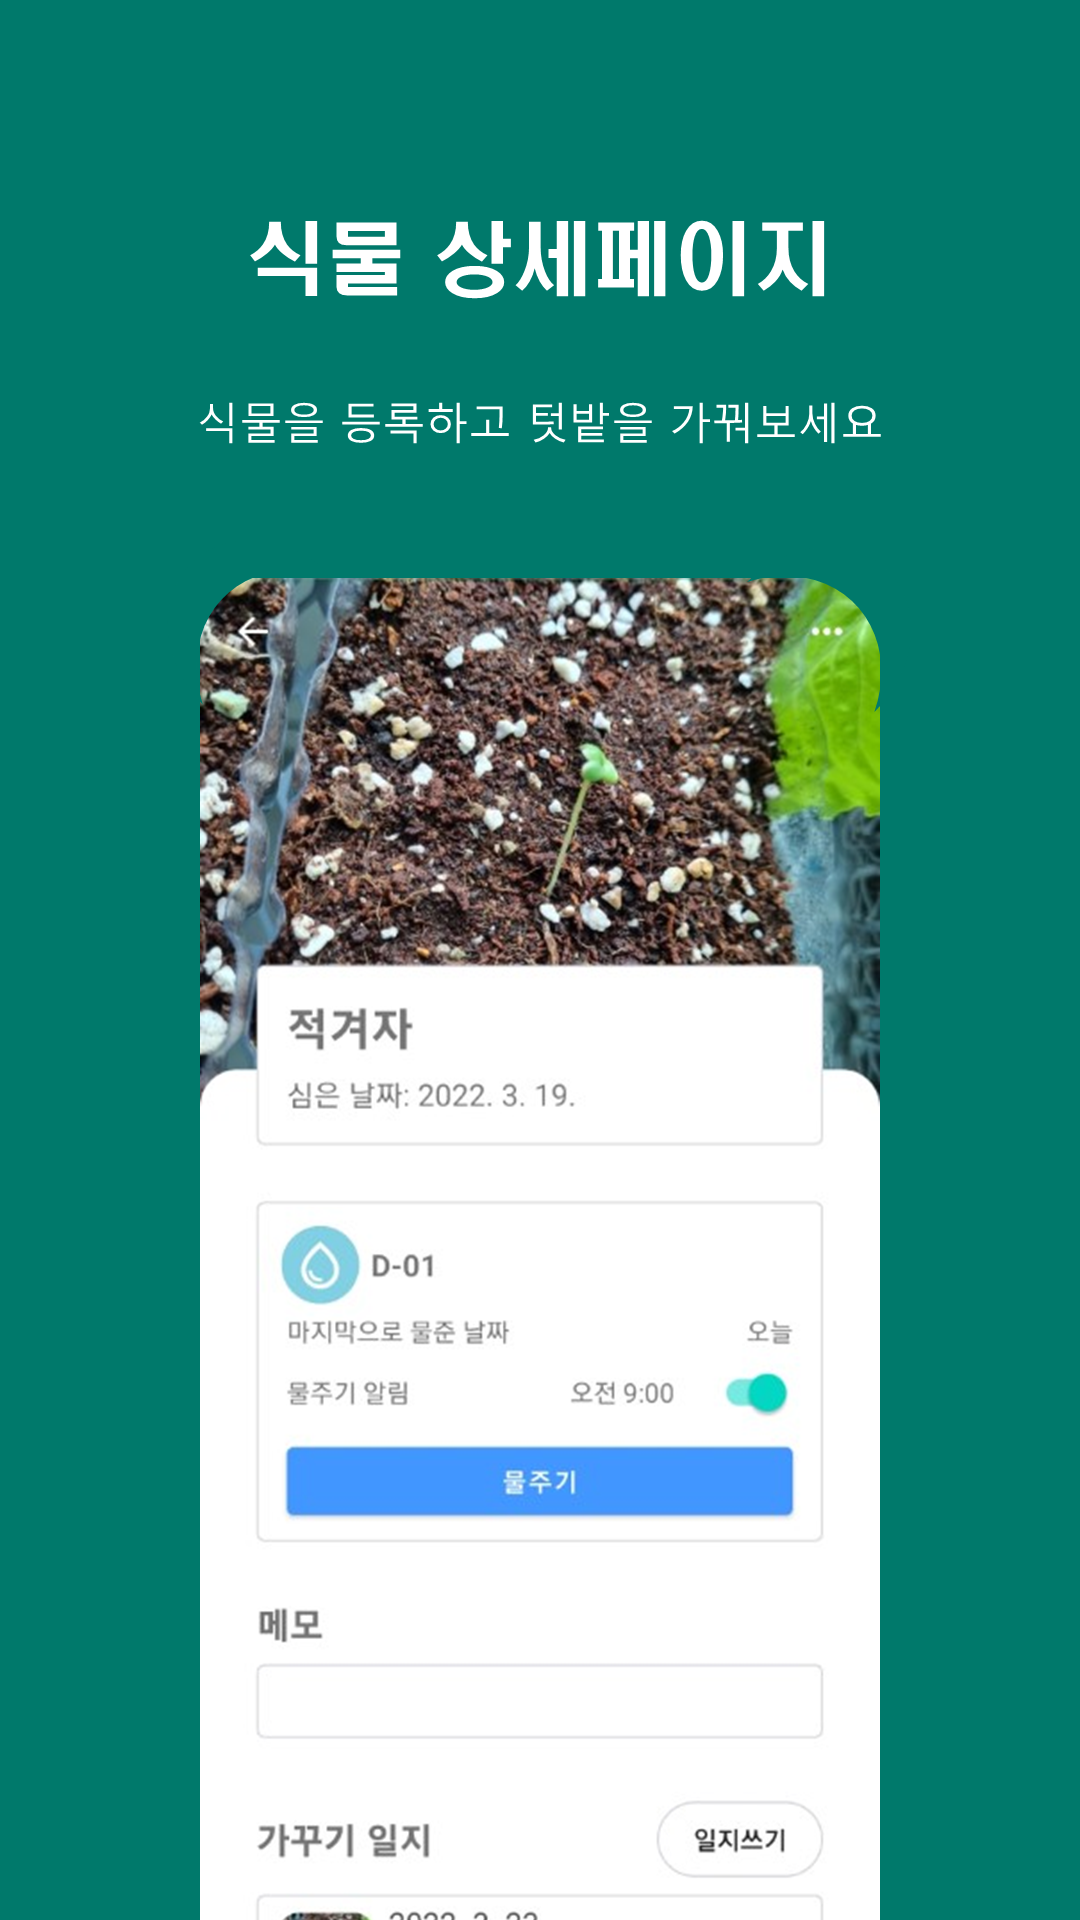 식물 상세페이지
식물을 등록하고 텃밭을 가꿔보세요
적겨자
심은 날짜: 2022. 3. 19.
D-01
마지막으로 물준 날짜 오늘
물주기 알림 오전 9:00
물주기
메모
가꾸기 일지 일지쓰기